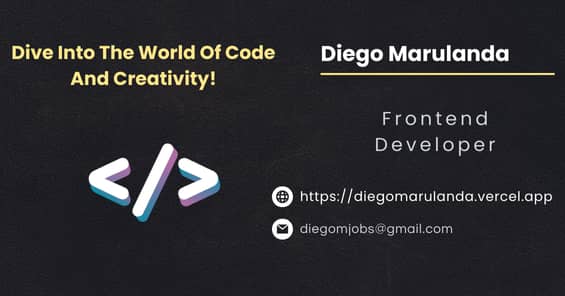 Dive Into The World Of Code
And Creativity!
</>
Diego Marulanda
Frontend
Developer
https://diegomarulanda.vercel.app
diegomjobs@gmail.com